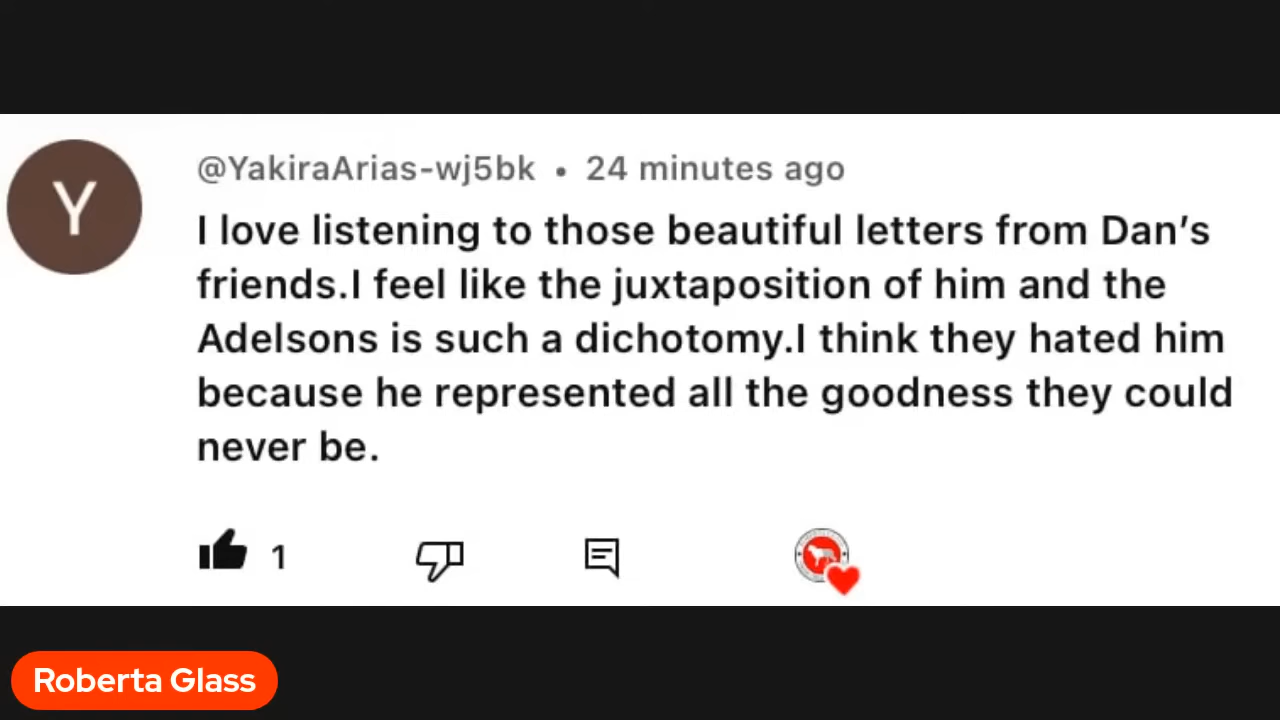 Y
@YakiraArias-wj5bk • 24 minutes ago
I love listening to those beautiful letters from Dan’s
friends.I feel like the juxtaposition of him and the
Adelsons is such a dichotomy.I think they hated him
because he represented all the goodness they could
never be.
1
Roberta Glass